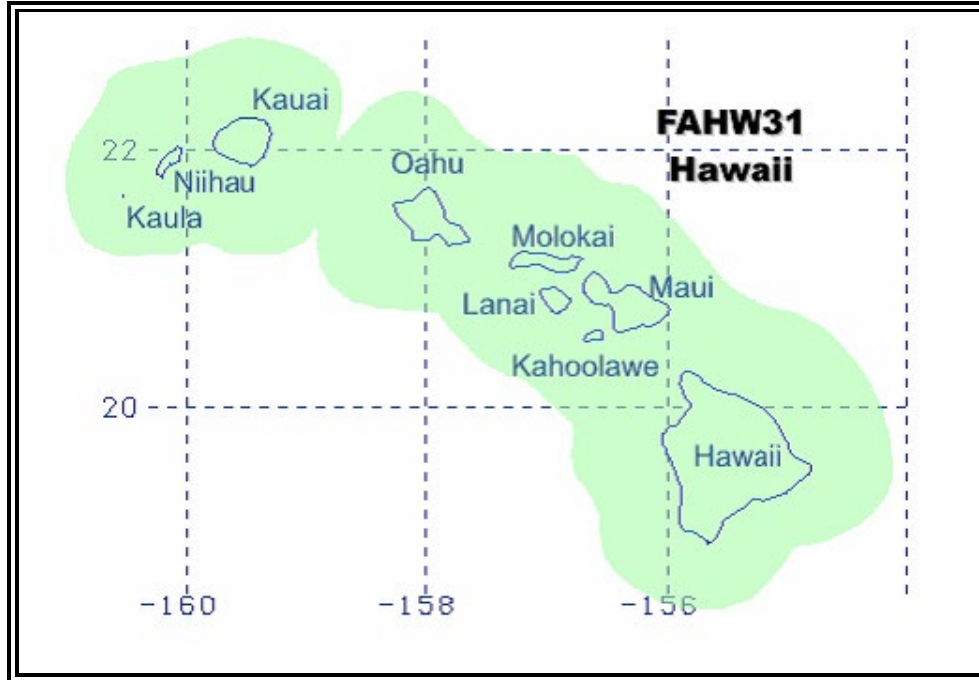 Kauai
FAHW31
22
Oahu
Hawaii
Niihau
Kaula
Molokai
Maui
Lanai
Kahoolawe
20
Hawaii
-160
-158
-156